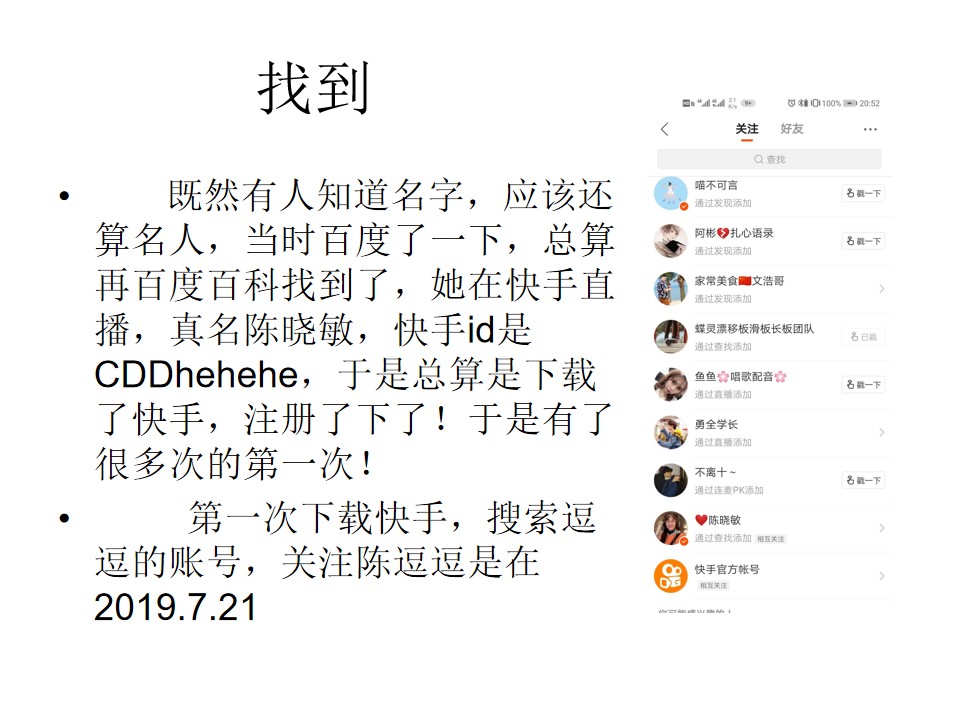 找到
• 既然有人知道名字，应该还
算名人，当时百度了一下，总算
再百度百科找到了，她在快手直
播，真名陈晓敏，快手id是
CDDhehehe，于是总算是下载
了快手，注册了下了！于是有了
很多次的第一次！
• 第一次下载快手，搜索逗
逗的账号，关注陈逗逗是在
2019.7.21
2.1 K/s 9+ 100% 20:52
关注 好友 ···
查找
喵不可言
通过发现添加
戳一下
阿彬💔扎心语录
通过发现添加
戳一下
家常美食🇨🇳文浩哥
通过发现添加
蝶灵漂移板滑板长板团队
通过查找添加
已戳
鱼鱼🌸唱歌配音🌸
通过直播添加
戳一下
勇全学长
通过直播添加
不离十～
通过连麦PK添加
戳一下
❤️陈晓敏
通过查找添加 相互关注
快手官方帐号
相互关注